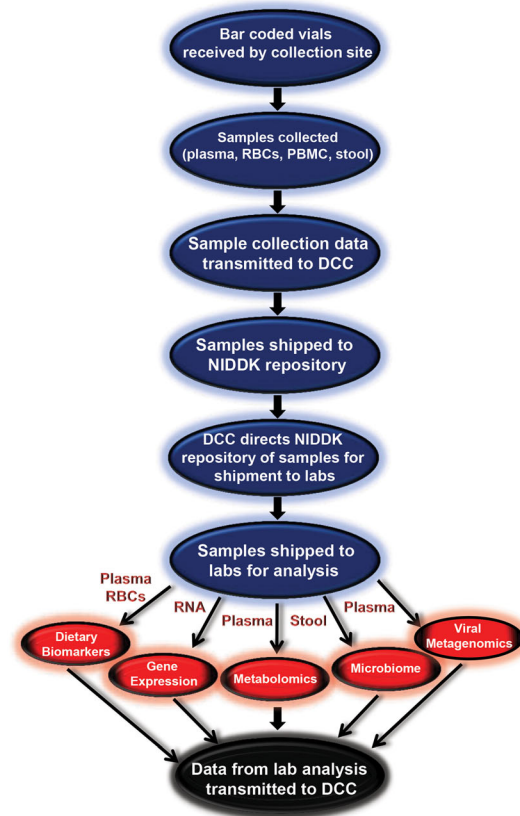 Bar coded vials
received by collection site
Samples collected
(plasma, RBCs, PBMC, stool)
Sample collection data
transmitted to DCC
Samples shipped to
NIDDK repository
DCC directs NIDDK
repository of samples for
shipment to labs
Samples shipped to
labs for analysis
Plasma
RBCs
RNA
Plasma
Stool
Plasma
Dietary
Biomarkers
Gene
Expression
Metabolomics
Microbiome
Viral
Metagenomics
Data from lab analysis
transmitted to DCC